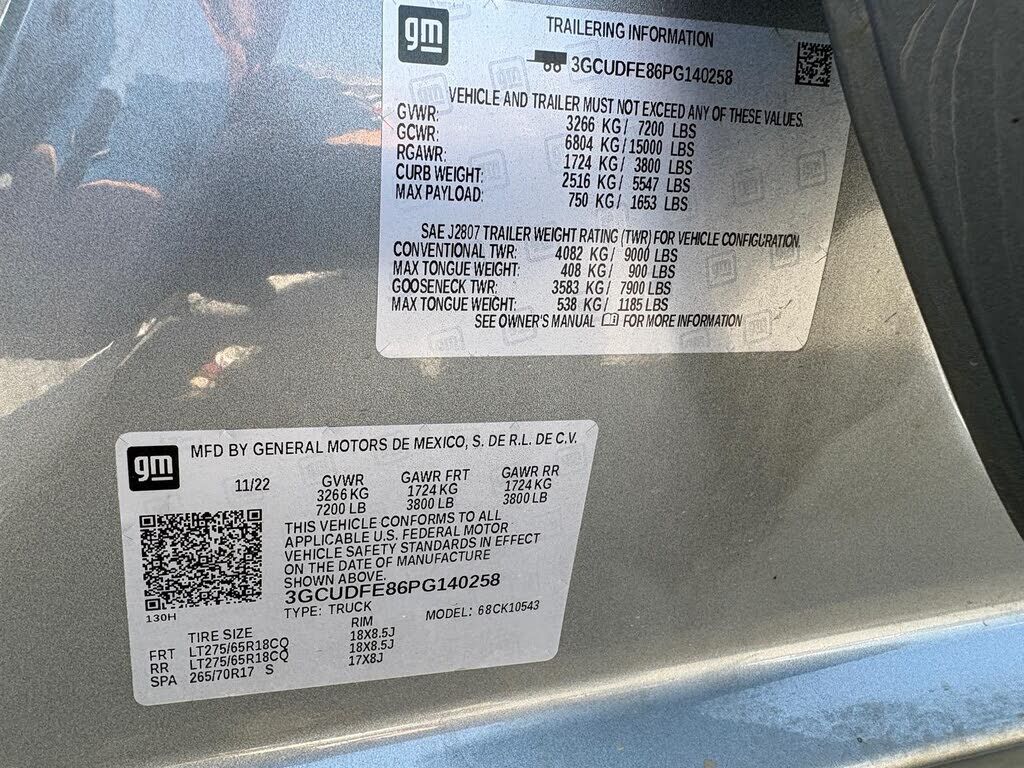 gm
TRAILERING INFORMATION
3GCUDFE86PG140258
VEHICLE AND TRAILER MUST NOT EXCEED ANY OF THESE VALUES.
GVWR: 3266 KG/ 7200 LBS
GCWR: 6804 KG/15000 LBS
RGAWR: 1724 KG/ 3800 LBS
CURB WEIGHT: 2516 KG/ 5547 LBS
MAX PAYLOAD: 750 KG/ 1653 LBS
SAE J2807 TRAILER WEIGHT RATING (TWR) FOR VEHICLE CONFIGURATION.
CONVENTIONAL TWR: 4082 KG/ 9000 LBS
MAX TONGUE WEIGHT: 408 KG/ 900 LBS
GOOSENECK TWR: 3583 KG/ 7900 LBS
MAX TONGUE WEIGHT: 538 KG/ 1185 LBS
SEE OWNER'S MANUAL FOR MORE INFORMATION
gm
MFD BY GENERAL MOTORS DE MEXICO, S. DE R.L. DE C.V.
11/22 GVWR GAWR FRT GAWR RR
3266 KG 1724 KG 1724 KG
7200 LB 3800 LB 3800 LB
THIS VEHICLE CONFORMS TO ALL
APPLICABLE U.S. FEDERAL MOTOR
VEHICLE SAFETY STANDARDS IN EFFECT
ON THE DATE OF MANUFACTURE
SHOWN ABOVE.
3GCUDFE86PG140258
130H
TYPE: TRUCK MODEL: 68CK10543
TIRE SIZE RIM
FRT LT275/65R18CQ 18X8.5J
RR LT275/65R18CQ 18X8.5J
SPA 265/70R17 S 17X8J